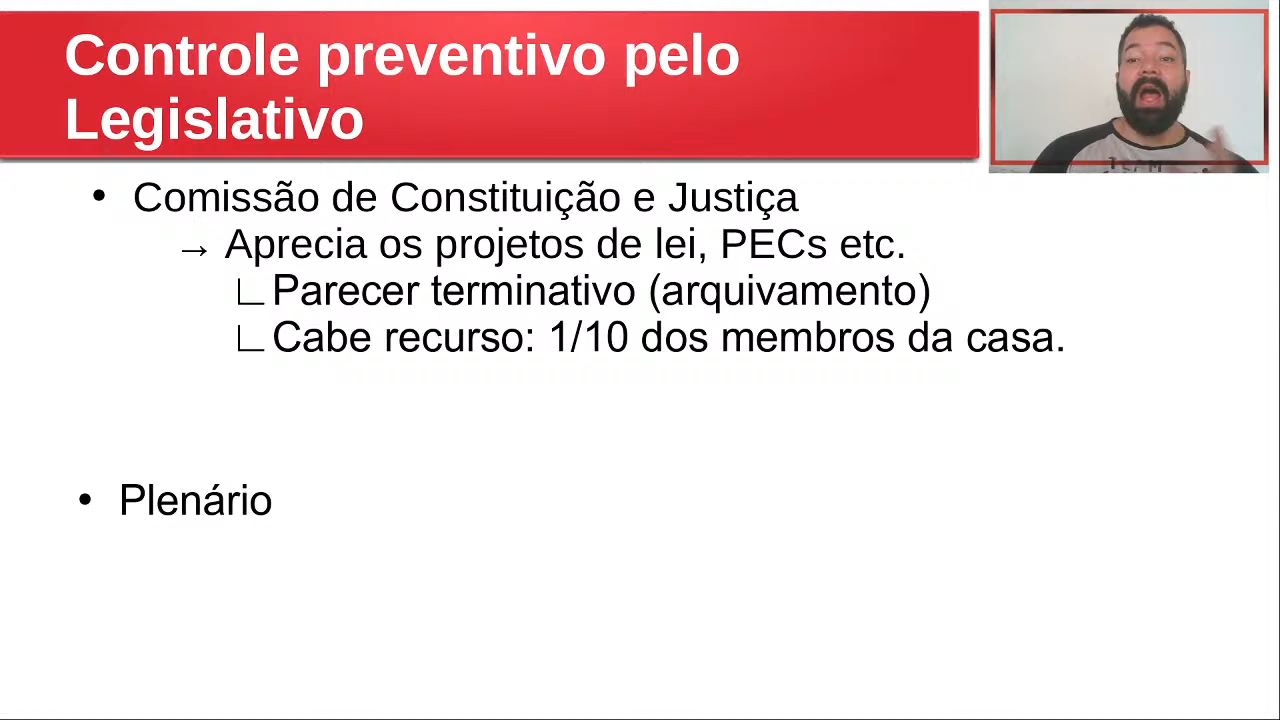 Controle preventivo pelo
Legislativo
• Comissão de Constituição e Justiça
→ Aprecia os projetos de lei, PECs etc.
∟Parecer terminativo (arquivamento)
∟Cabe recurso: 1/10 dos membros da casa.
• Plenário